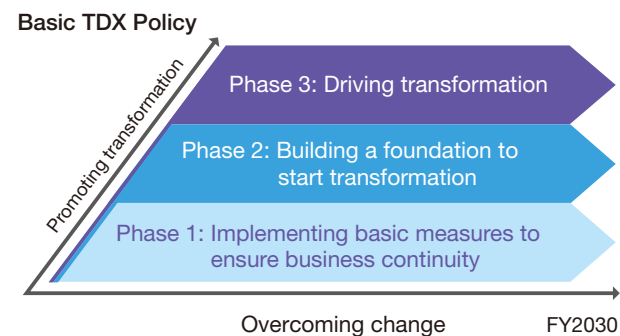 Basic TDX Policy
Promoting transformation
Phase 3: Driving transformation
Phase 2: Building a foundation to
start transformation
Phase 1: Implementing basic measures to
ensure business continuity
Overcoming change
FY2030